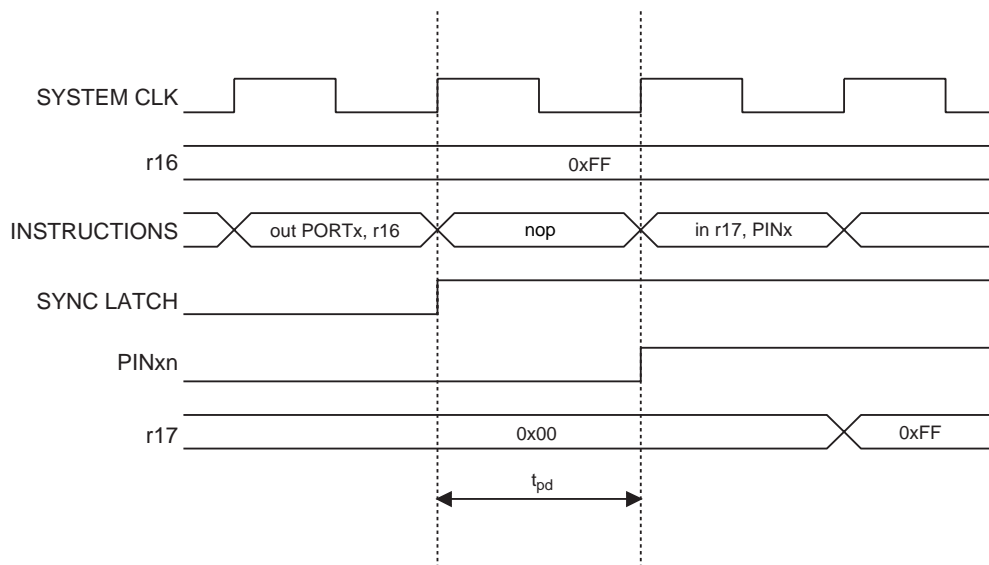 SYSTEM CLK
r16
0xFF
INSTRUCTIONS
out PORTx, r16
nop
in r17, PINx
SYNC LATCH
PINxn
r17
0x00
0xFF
tpd